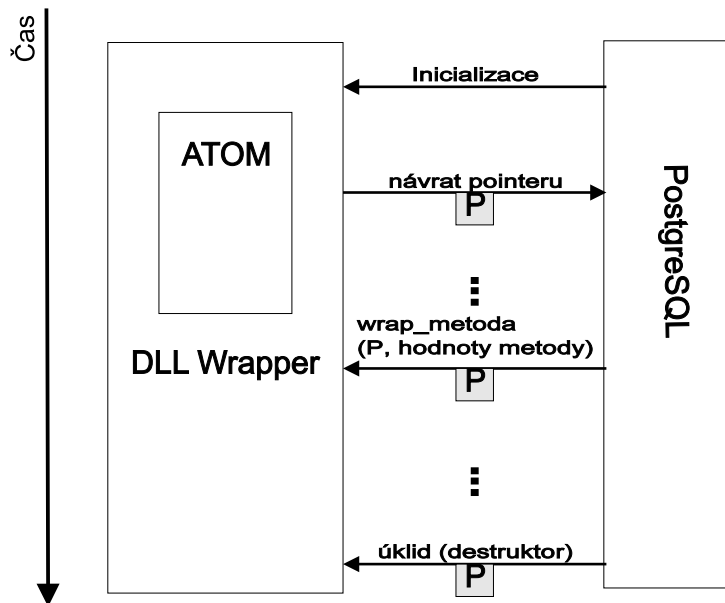 Čas
Inicializace
ATOM
návrat pointeru
P
PostgreSQL
wrap_metoda
(P, hodnoty metody)
DLL Wrapper
P
úklid (destruktor)
P